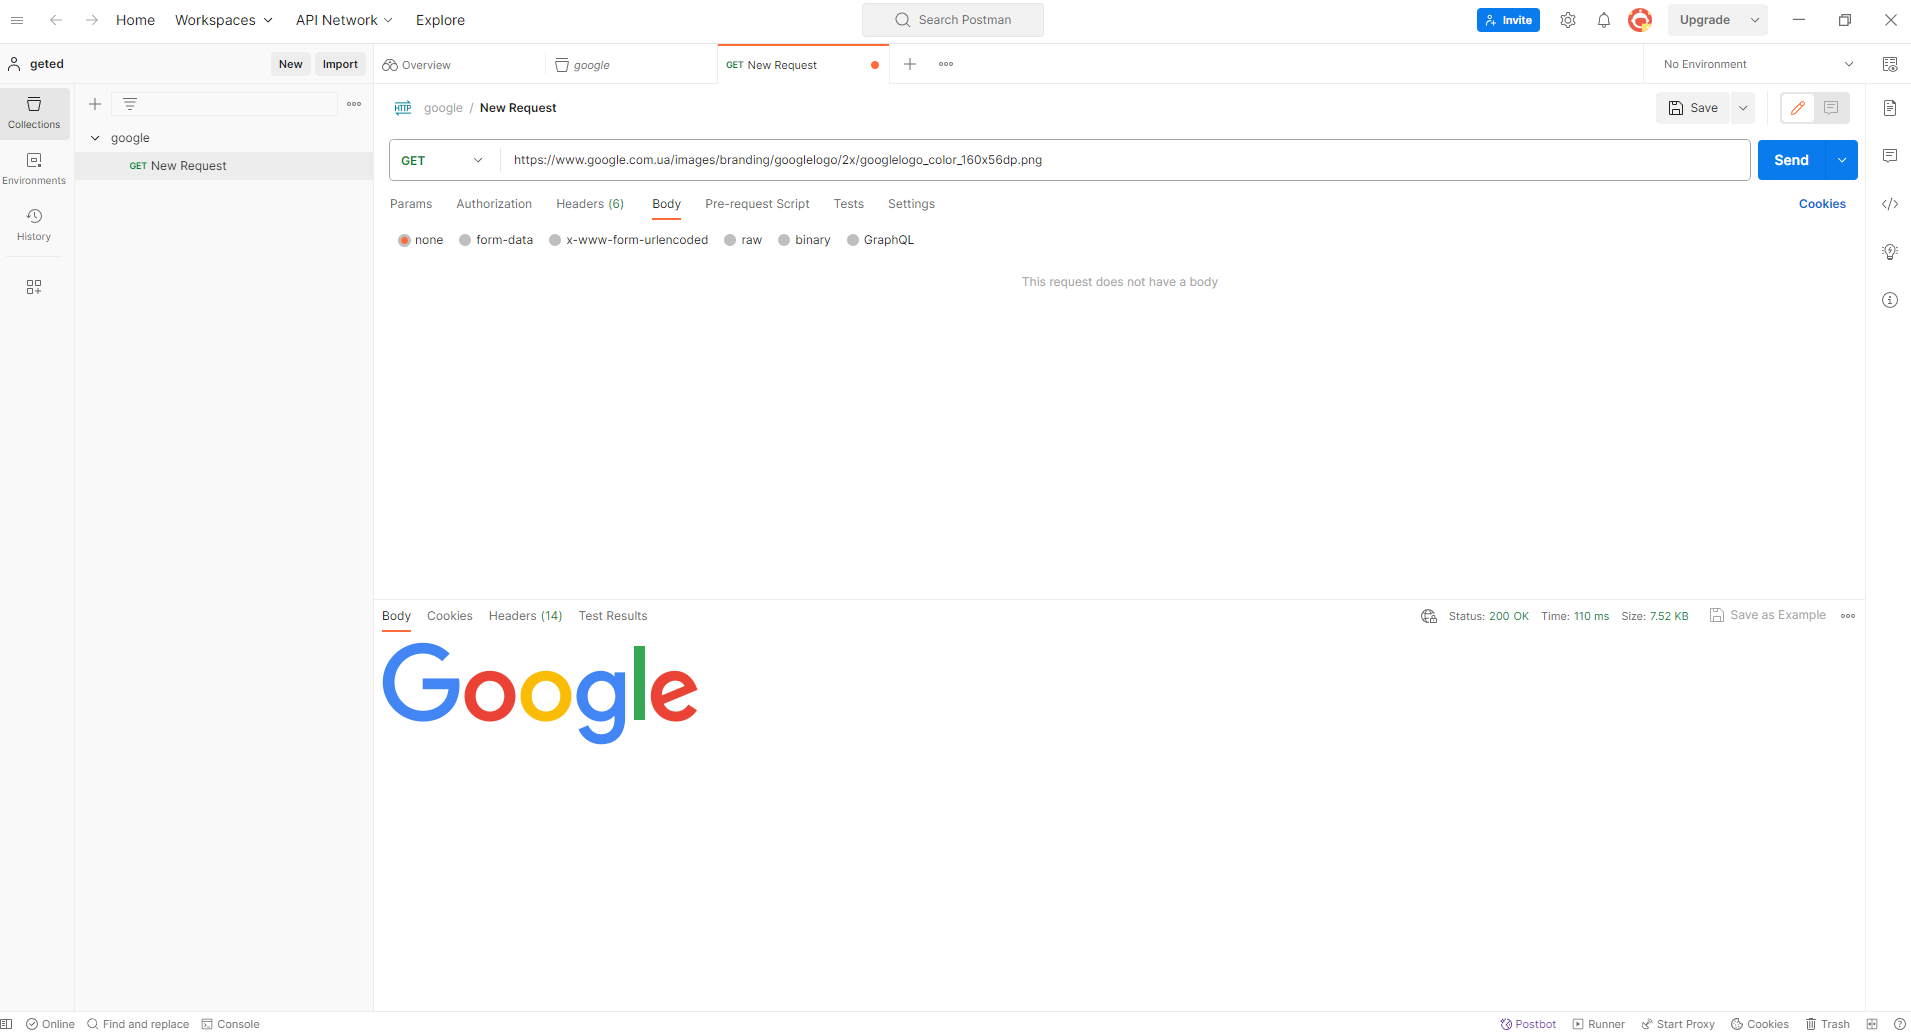 Home Workspaces API Network Explore Search Postman Invite Upgrade
geted New Import Overview google GET New Request No Environment
Collections
Environments
History
google
GET New Request
HTTP google / New Request Save
GET https://www.google.com.ua/images/branding/googlelogo/2x/googlelogo_color_160x56dp.png Send
Params Authorization Headers (6) Body Pre-request Script Tests Settings Cookies
none form-data x-www-form-urlencoded raw binary GraphQL
This request does not have a body
Body Cookies Headers (14) Test Results Status: 200 OK Time: 110 ms Size: 7.52 KB Save as Example
Google
Online Find and replace Console Postbot Runner Start Proxy Cookies Trash